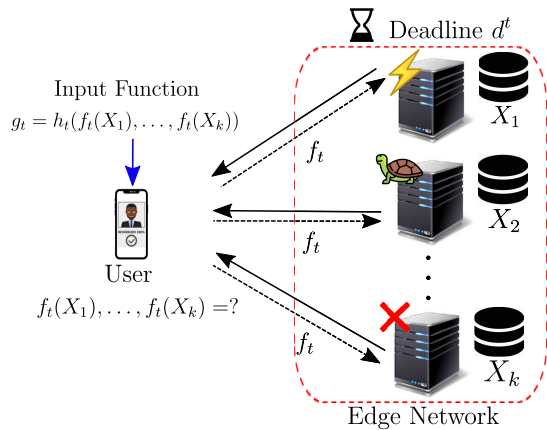 Deadline $d^t$
Input Function
$g_t = h_t(f_t(X_1), \ldots, f_t(X_k))$
$f_t$
$X_1$
$f_t$
$X_2$
User
$f_t(X_1), \ldots, f_t(X_k) =?$
$f_t$
$X_k$
Edge Network